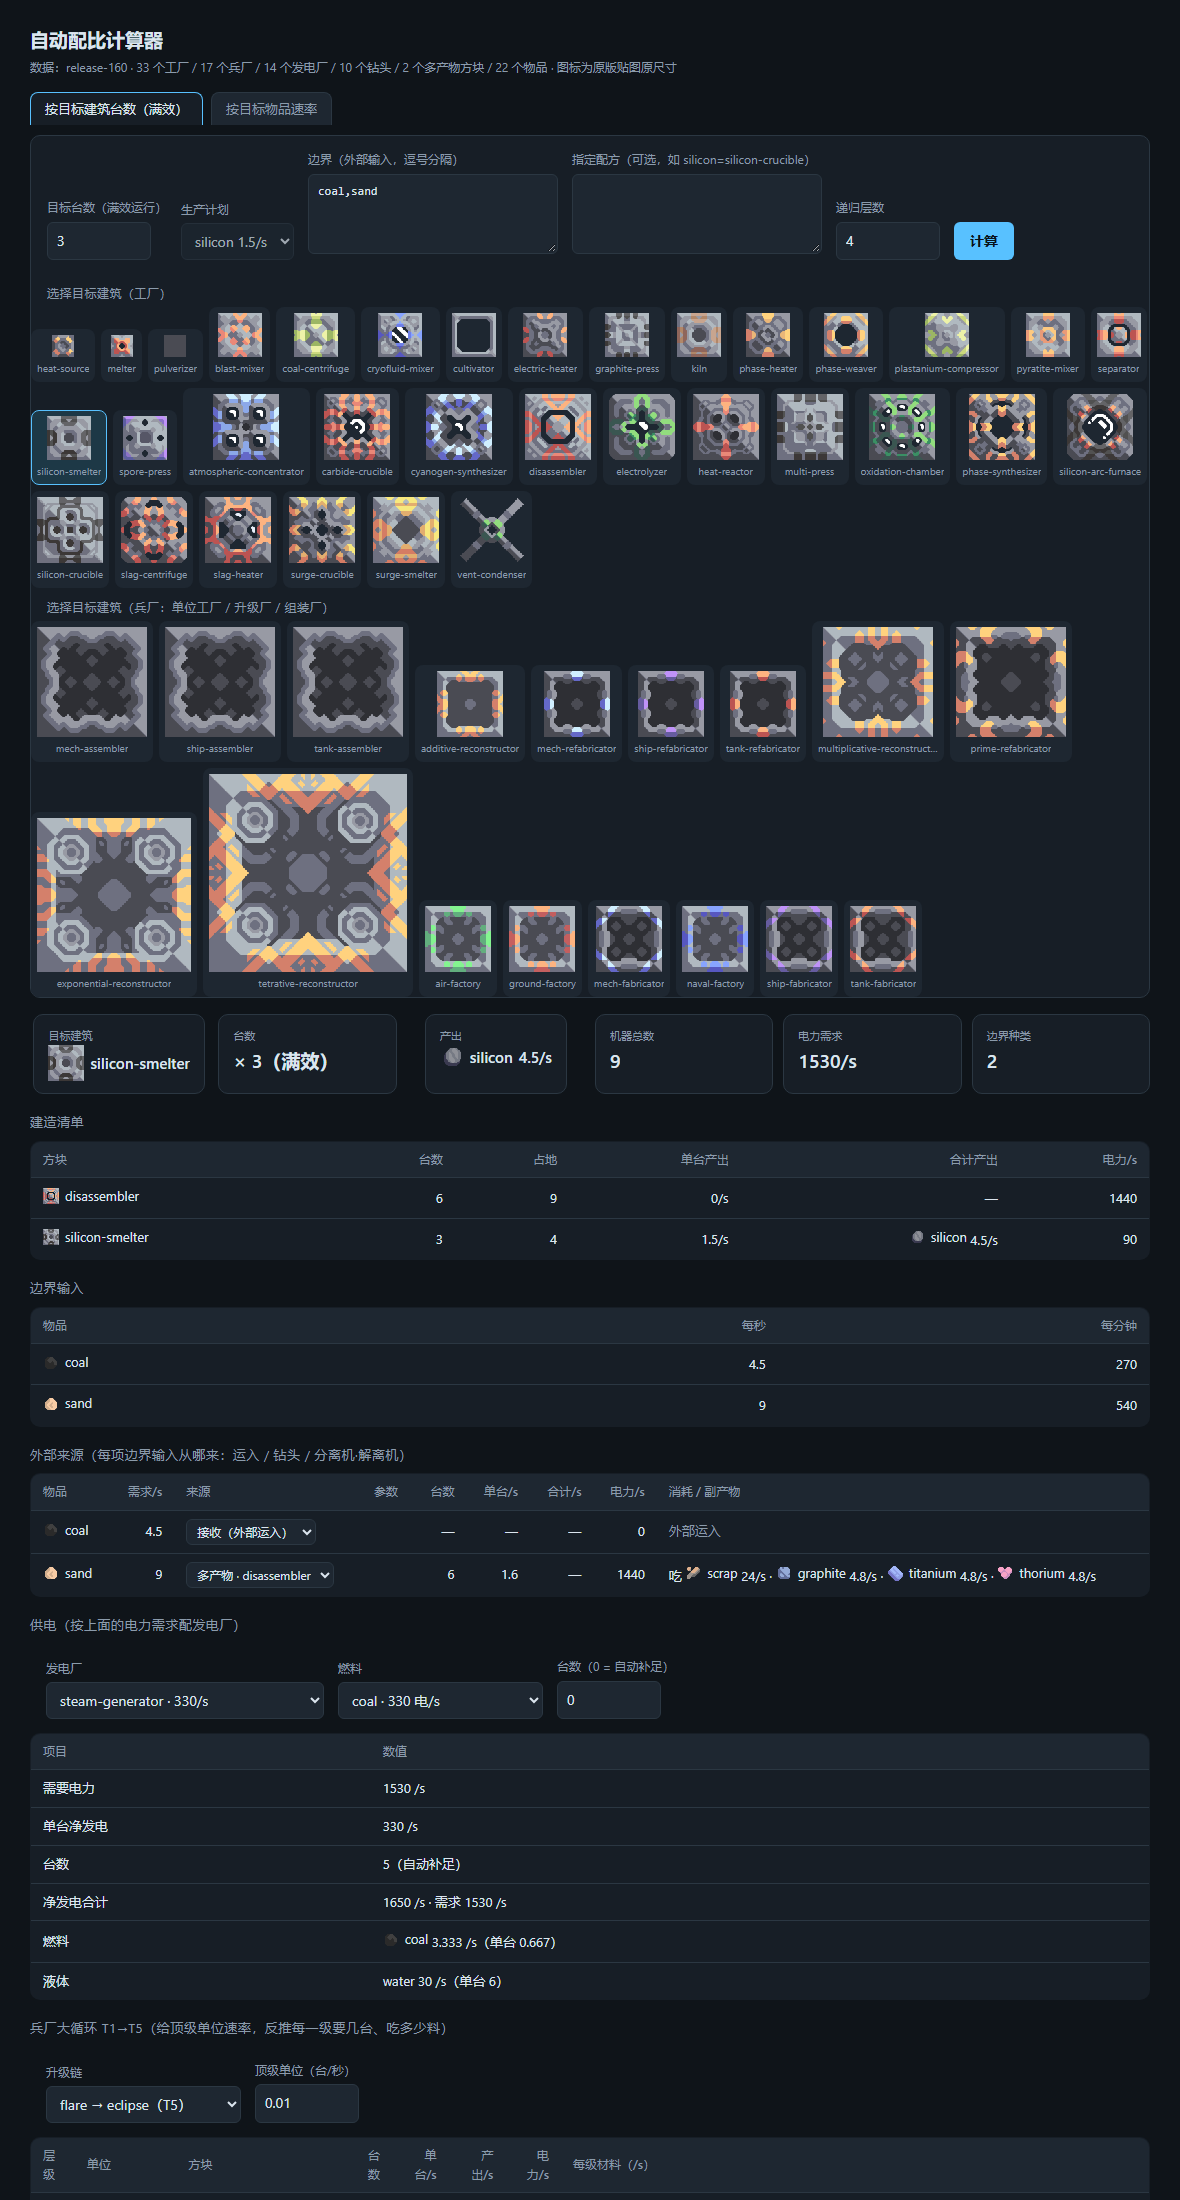 自动配比计算器
数据：release-160 · 33 个工厂 / 17 个兵厂 / 14 个发电厂 / 10 个钻头 / 2 个多产物方块 / 22 个物品 · 图标为原版贴图原尺寸
按目标建筑台数（满效） 按目标物品速率
边界（外部输入，逗号分隔） 指定配方（可选，如 silicon=silicon-crucible）
目标台数（满效运行） 生产计划 递归层数
3 silicon 1.5/s coal,sand 4 计算
选择目标建筑（工厂）
heat-source melter pulverizer blast-mixer coal-centrifuge cryofluid-mixer cultivator electric-heater graphite-press kiln phase-heater phase-weaver plastanium-compressor pyratite-mixer separator
silicon-smelter spore-press atmospheric-concentrator carbide-crucible cyanogen-synthesizer disassembler electrolyzer heat-reactor multi-press oxidation-chamber phase-synthesizer silicon-arc-furnace
silicon-crucible slag-centrifuge slag-heater surge-crucible surge-smelter vent-condenser
选择目标建筑（兵厂：单位工厂 / 升级厂 / 组装厂）
mech-assembler ship-assembler tank-assembler additive-reconstructor mech-refabricator ship-refabricator tank-refabricator multiplicative-reconstruct... prime-refabricator
exponential-reconstructor tetrative-reconstructor air-factory ground-factory mech-fabricator naval-factory ship-fabricator tank-fabricator
目标建筑 台数 产出 机器总数 电力需求 边界种类
silicon-smelter × 3（满效） silicon 4.5/s 9 1530/s 2
建造清单
方块 台数 占地 单台产出 合计产出 电力/s
disassembler 6 9 0/s — 1440
silicon-smelter 3 4 1.5/s silicon 4.5/s 90
边界输入
物品 每秒 每分钟
coal 4.5 270
sand 9 540
外部来源（每项边界输入从哪来：运入 / 钻头 / 分离机·解离机）
物品 需求/s 来源 参数 台数 单台/s 合计/s 电力/s 消耗 / 副产物
coal 4.5 接收（外部运入） — — — 0 外部运入
sand 9 多产物 · disassembler 6 1.6 — 1440 吃 scrap 24/s · graphite 4.8/s · titanium 4.8/s · thorium 4.8/s
供电（按上面的电力需求配发电厂）
发电厂 燃料 台数（0 = 自动补足）
steam-generator · 330/s coal · 330 电/s 0
项目 数值
需要电力 1530 /s
单台净发电 330 /s
台数 5（自动补足）
净发电合计 1650 /s · 需求 1530 /s
燃料 coal 3.333 /s（单台 0.667）
液体 water 30 /s（单台 6）
兵厂大循环 T1→T5（给顶级单位速率，反推每一级要几台、吃多少料）
升级链 顶级单位（台/秒）
flare → eclipse（T5） 0.01
层级 单位 方块 台数 单台/s 产出/s 电力/s 每级材料（/s）